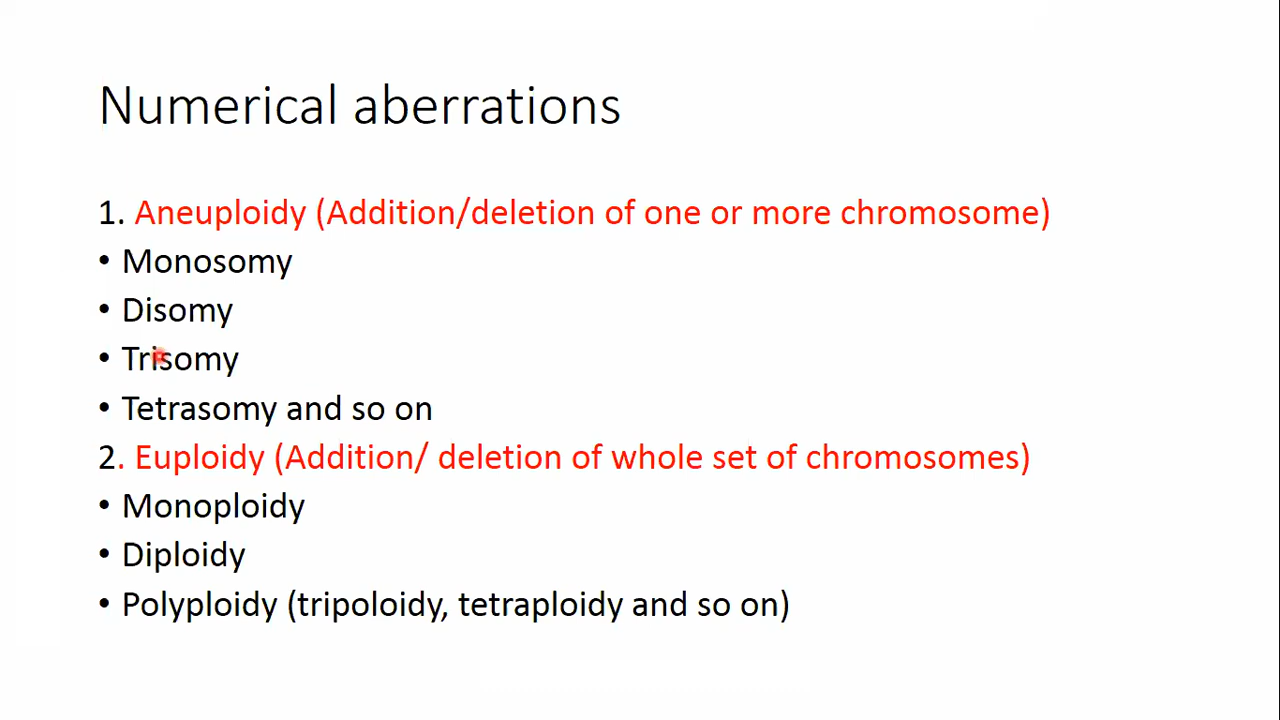 Numerical aberrations
1. Aneuploidy (Addition/deletion of one or more chromosome)
• Monosomy
• Disomy
• Trisomy
• Tetrasomy and so on
2. Euploidy (Addition/ deletion of whole set of chromosomes)
• Monoploidy
• Diploidy
• Polyploidy (tripoloidy, tetraploidy and so on)